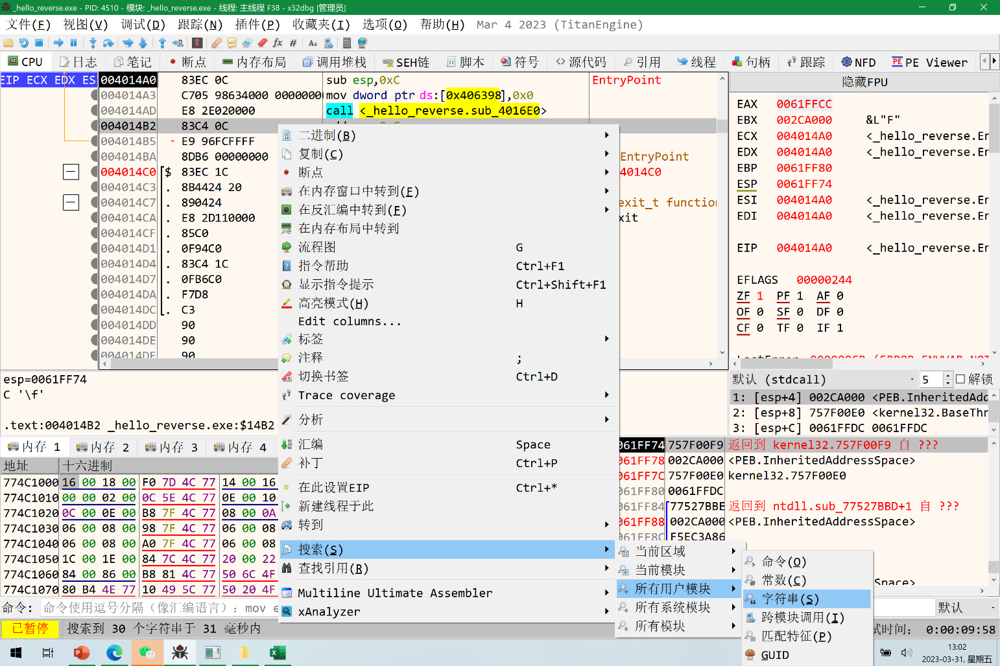 _hello_reverse.exe - PID: 4510 - 模块: _hello_reverse.exe - 线程: 主线程 F38 - x32dbg [管理员]
文件(F) 视图(V) 调试(D) 跟踪(N) 插件(P) 收藏夹(I) 选项(O) 帮助(H) Mar 4 2023 (TitanEngine)
CPU 日志 笔记 断点 内存布局 调用堆栈 SEH链 脚本 符号 源代码 引用 线程 句柄 跟踪 NFD PE Viewer
EIP ECX EDX ES 004014A0 83EC 0C sub esp,0xC EntryPoint
004014A3 C705 98634000 00000000 mov dword ptr ds:[0x406398],0x0
004014AD E8 2E020000 call <_hello_reverse.sub_4016E0>
004014B2 83C4 0C
004014B5 E9 96FCFFFF
004014BA 8DB6 00000000 EntryPoint
004014C0 $ 83EC 1C 4014C0
004014C3 . 8B4424 20
004014C7 . 890424 exit_t function
004014CA . E8 2D110000 xit
004014CF . 85C0
004014D1 . 0F94C0
004014D4 . 83C4 1C
004014D7 . 0FB6C0
004014DA . F7D8
004014DC . C3
004014DD 90
004014DE 90
004014DF 90
隐藏FPU
EAX 0061FFCC
EBX 002CA000 &L"F"
ECX 004014A0 <_hello_reverse.Er
EDX 004014A0 <_hello_reverse.Er
EBP 0061FF80
ESP 0061FF74
ESI 004014A0 <_hello_reverse.Er
EDI 004014A0 <_hello_reverse.Er
EIP 004014A0 <_hello_reverse.Er
EFLAGS 00000244
ZF 1 PF 1 AF 0
OF 0 SF 0 DF 0
CF 0 TF 0 IF 1
二进制(B)
复制(C)
断点
在内存窗口中转到(F)
在反汇编中转到(F)
在内存布局中转到
流程图 G
指令帮助 Ctrl+F1
显示指令提示 Ctrl+Shift+F1
高亮模式(H) H
Edit columns...
标签
注释 ;
切换书签 Ctrl+D
Trace coverage
分析
汇编 Space
补丁 Ctrl+P
在此设置EIP Ctrl+*
新建线程于此
转到
搜索(S)
查找引用(R)
Multiline Ultimate Assembler
xAnalyzer
当前区域
当前模块
所有用户模块
所有系统模块
所有模块
命令(O)
常数(C)
字符串(S)
跨模块调用(I)
匹配特征(P)
GUID
esp=0061FF74
C '\f'
.text:004014B2 _hello_reverse.exe:$14B2
默认 (stdcall) 5 解锁
1: [esp+4] 002CA000 <PEB.InheritedAdd
2: [esp+8] 757F00E0 <kernel32.BaseThr
3: [esp+C] 0061FFDC 0061FFDC
内存 1 内存 2 内存 3 内存 4
地址 十六进制
774C1000 16 00 18 00 F0 7D 4C 77 14 00 16
774C1010 00 00 02 00 0C 5E 4C 77 0E 00 10
774C1020 0C 00 0E 00 B8 7F 4C 77 08 00 0A
774C1030 06 00 08 00 98 7F 4C 77 06 00 08
774C1040 06 00 08 00 A0 7F 4C 77 06 00 08
774C1050 1C 00 1E 00 84 7C 4C 77 20 00 22
774C1060 84 00 86 00 B8 81 4C 77 50 6C 4F
774C1070 80 B4 4E 77 10 49 5C 77 50 20 4F
061FF74 757F00F9 返回到 kernel32.757F00F9 自 ???
061FF78 002CA000 <PEB.InheritedAddressSpace>
061FF7C 757F00E0 kernel32.757F00E0
061FF80 0061FFDC
061FF84 77527BBE 返回到 ntdll.sub_77527BBD+1 自 ???
061FF88 002CA000 <PEB.InheritedAddressSpace>
061FF8C F5EC3A86
Space>
命令: 命令使用逗号分隔（像汇编语言）: mov e 默认
已暂停 搜索到 30 个字符串于 31 毫秒内 试时间: 0:00:09:58
13:02
2023-03-31, 星期五